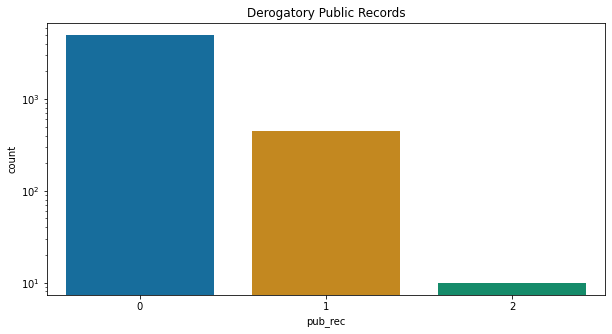 Derogatory Public Records
10³
10²
10¹
count
0 1 2
pub_rec